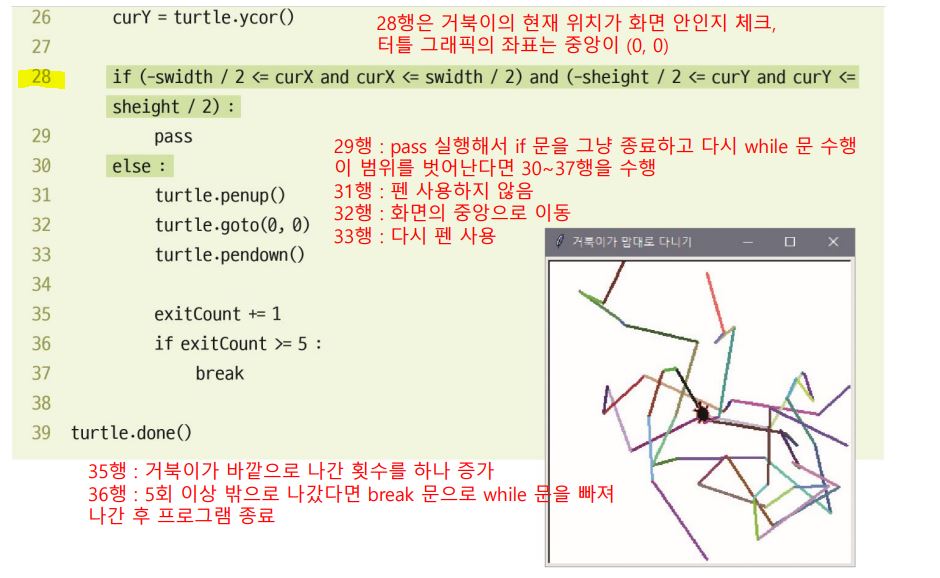 26 curY = turtle.ycor()
28행은 거북이의 현재 위치가 화면 안인지 체크,
27
터틀 그래픽의 좌표는 중앙이 (0, 0)
28 if (-swidth / 2 <= curX and curX <= swidth / 2) and (-sheight / 2 <= curY and curY <=
sheight / 2) :
29 pass
29행 : pass 실행해서 if 문을 그냥 종료하고 다시 while 문 수행
30 else :
이 범위를 벗어난다면 30~37행을 수행
31 turtle.penup()
31행 : 펜 사용하지 않음
32 turtle.goto(0, 0)
32행 : 화면의 중앙으로 이동
33 turtle.pendown()
33행 : 다시 펜 사용
거북이가 맘대로 다니기
34
35 exitCount += 1
36 if exitCount >= 5 :
37 break
38
39 turtle.done()
35행 : 거북이가 바깥으로 나간 횟수를 하나 증가
36행 : 5회 이상 밖으로 나갔다면 break 문으로 while 문을 빠져
나간 후 프로그램 종료